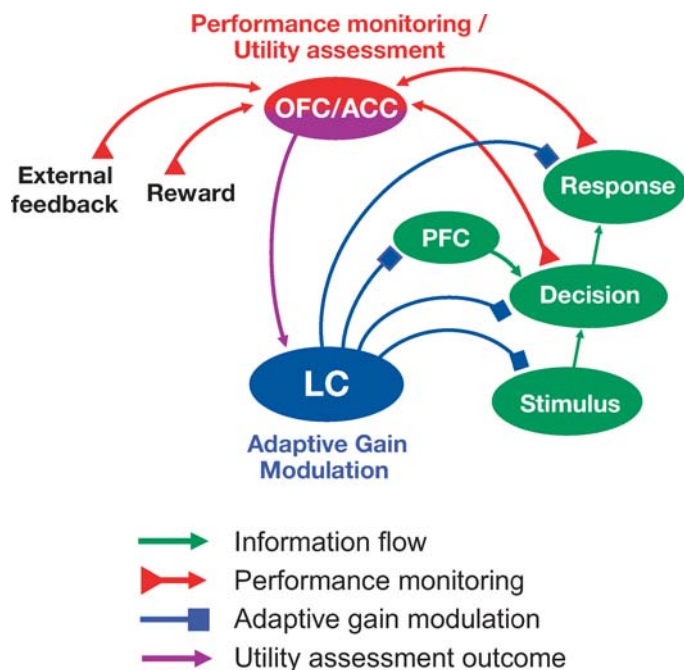 Performance monitoring /
Utility assessment
OFC/ACC
External
feedback
Reward
Response
PFC
Decision
LC
Stimulus
Adaptive Gain
Modulation
Information flow
Performance monitoring
Adaptive gain modulation
Utility assessment outcome